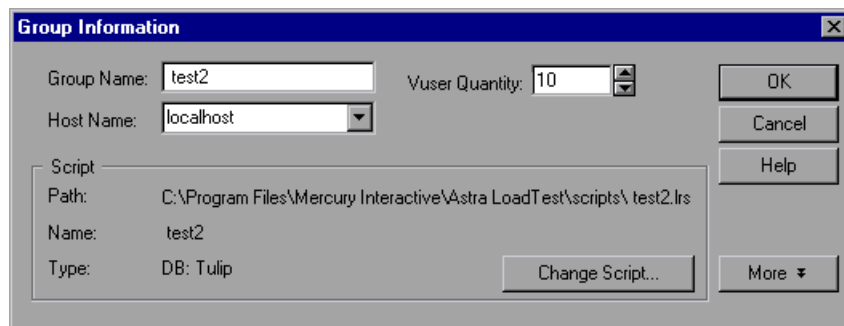 Group Information
Group Name: test2
Vuser Quantity: 10
OK
Host Name: localhost
Cancel
Help
Script
Path: C:\Program Files\Mercury Interactive\Astra LoadTest\scripts\ test2.lrs
Name: test2
Type: DB: Tulip
Change Script...
More